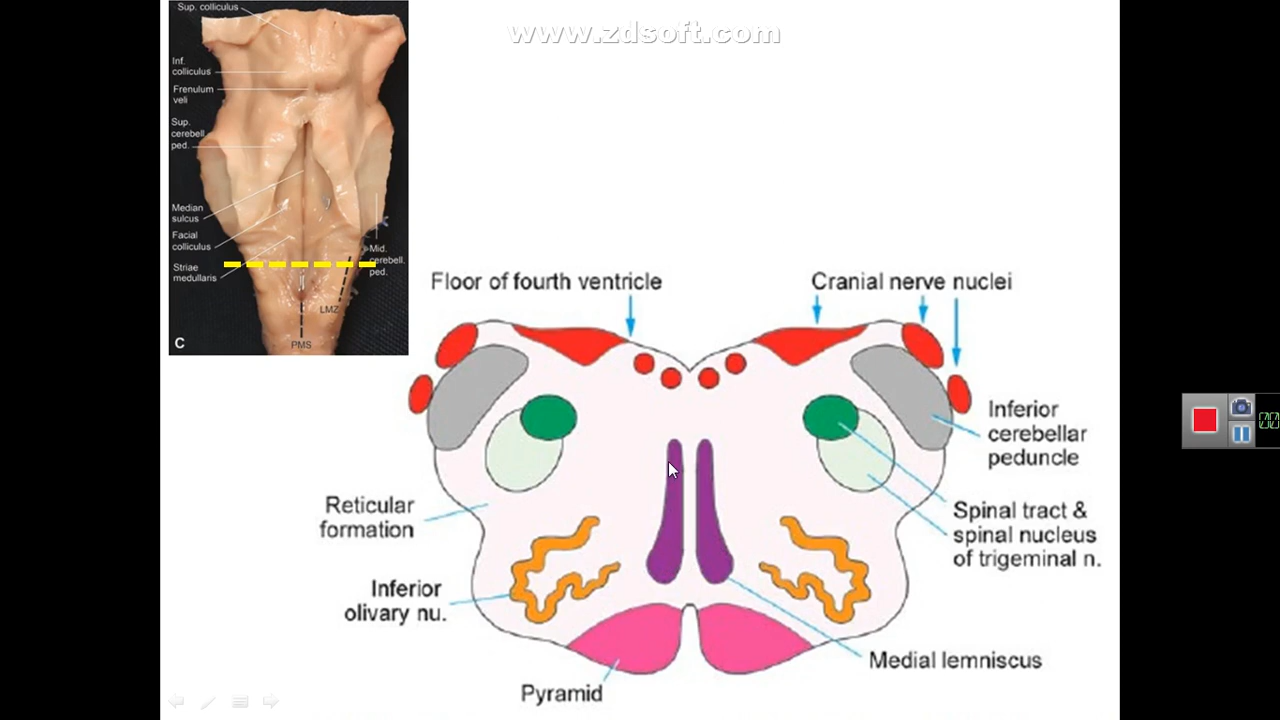 www.zdsoft.com
Sup. colliculus
Inf.
colliculus
Frenulum
veli
Sup.
cerebell.
ped.
Median
sulcus
Facial
colliculus
Striae
medullaris
Mid.
cerebell.
ped.
LMZ
PMS
C
Floor of fourth ventricle
Cranial nerve nuclei
Inferior
cerebellar
peduncle
Reticular
formation
Spinal tract &
spinal nucleus
of trigeminal n.
Inferior
olivary nu.
Medial lemniscus
Pyramid